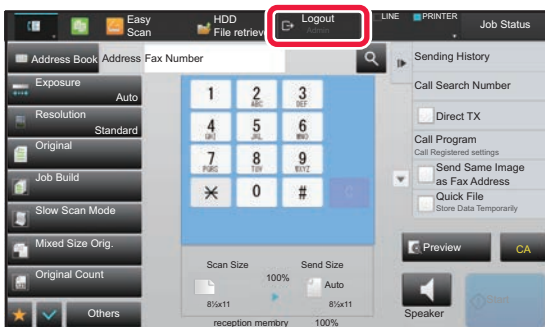 Easy
Scan
HDD
File retrieve
Logout
Admin
LINE
PRINTER
Job Status
Address Book
Address
Fax Number
Exposure
Auto
Resolution
Standard
Original
Job Build
Slow Scan Mode
Mixed Size Orig.
Original Count
Others
1
2
ABC
3
DEF
4
GHI
5
JKL
6
MNO
7
PQRS
8
TUV
9
WXYZ
0
#
C
Scan Size
100%
Send Size
Auto
8½x11
8½x11
reception membry
100%
Sending History
Call Search Number
Direct TX
Call Program
Call Registered settings
Send Same Image
as Fax Address
Quick File
Store Data Temporarily
Preview
CA
Speaker
Start